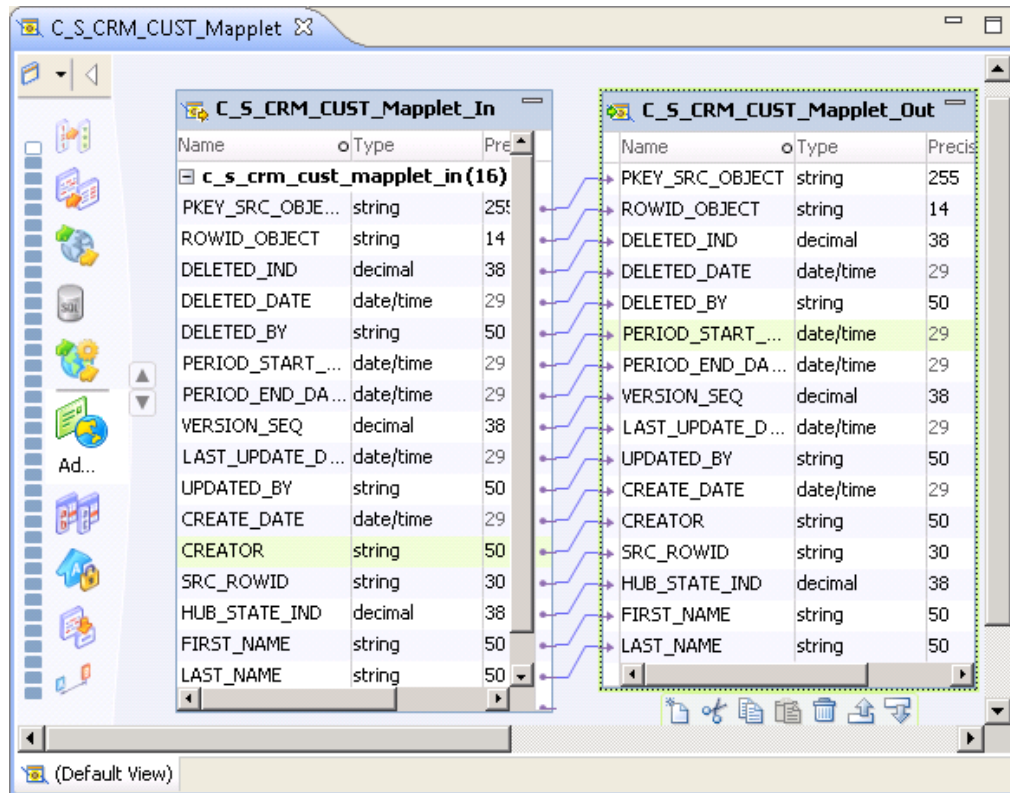 C_S_CRM_CUST_Mapplet
C_S_CRM_CUST_Mapplet_In
Name Type Pre
c_s_crm_cust_mapplet_in (16)
PKEY_SRC_OBJE... string 255
ROWID_OBJECT string 14
DELETED_IND decimal 38
DELETED_DATE date/time 29
DELETED_BY string 50
PERIOD_START_... date/time 29
PERIOD_END_DA... date/time 29
VERSION_SEQ decimal 38
LAST_UPDATE_D... date/time 29
UPDATED_BY string 50
CREATE_DATE date/time 29
CREATOR string 50
SRC_ROWID string 30
HUB_STATE_IND decimal 38
FIRST_NAME string 50
LAST_NAME string 50
C_S_CRM_CUST_Mapplet_Out
Name Type Precis
PKEY_SRC_OBJECT string 255
ROWID_OBJECT string 14
DELETED_IND decimal 38
DELETED_DATE date/time 29
DELETED_BY string 50
PERIOD_START_... date/time 29
PERIOD_END_DA... date/time 29
VERSION_SEQ decimal 38
LAST_UPDATE_D... date/time 29
UPDATED_BY string 50
CREATE_DATE date/time 29
CREATOR string 50
SRC_ROWID string 30
HUB_STATE_IND decimal 38
FIRST_NAME string 50
LAST_NAME string 50
SQL
Ad...
(Default View)